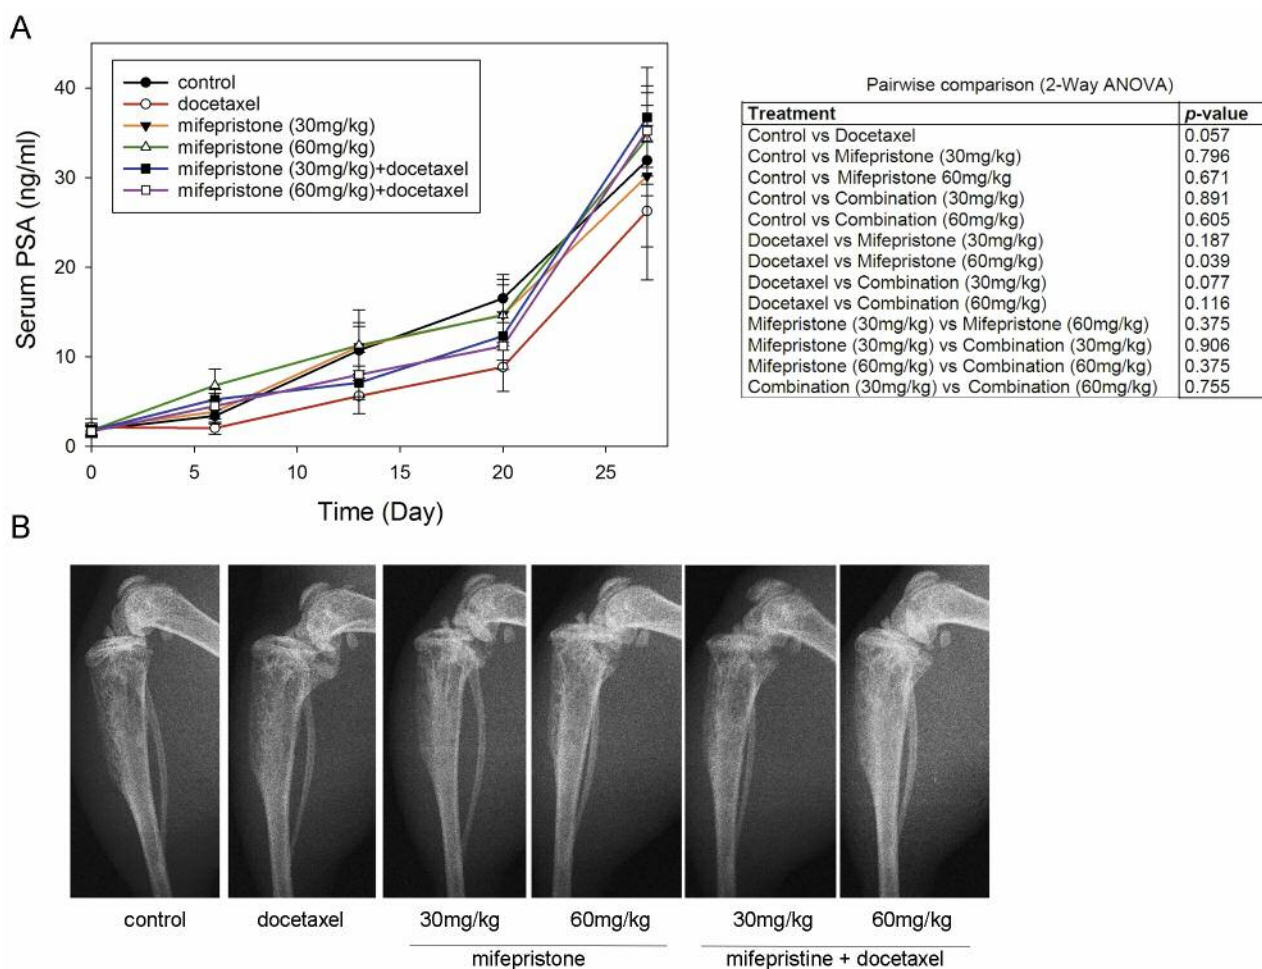 A
40
30
20
10
0
0
5
10
15
20
25
Serum PSA (ng/ml)
Time (Day)
control
docetaxel
mifepristone (30mg/kg)
mifepristone (60mg/kg)
mifepristone (30mg/kg)+docetaxel
mifepristone (60mg/kg)+docetaxel
Pairwise comparison (2-Way ANOVA)
Treatment p-value
Control vs Docetaxel 0.057
Control vs Mifepristone (30mg/kg) 0.796
Control vs Mifepristone 60mg/kg 0.671
Control vs Combination (30mg/kg) 0.891
Control vs Combination (60mg/kg) 0.605
Docetaxel vs Mifepristone (30mg/kg) 0.187
Docetaxel vs Mifepristone (60mg/kg) 0.039
Docetaxel vs Combination (30mg/kg) 0.077
Docetaxel vs Combination (60mg/kg) 0.116
Mifepristone (30mg/kg) vs Mifepristone (60mg/kg) 0.375
Mifepristone (30mg/kg) vs Combination (30mg/kg) 0.906
Mifepristone (60mg/kg) vs Combination (60mg/kg) 0.375
Combination (30mg/kg) vs Combination (60mg/kg) 0.755
B
control docetaxel 30mg/kg 60mg/kg 30mg/kg 60mg/kg
mifepristone mifepristine + docetaxel